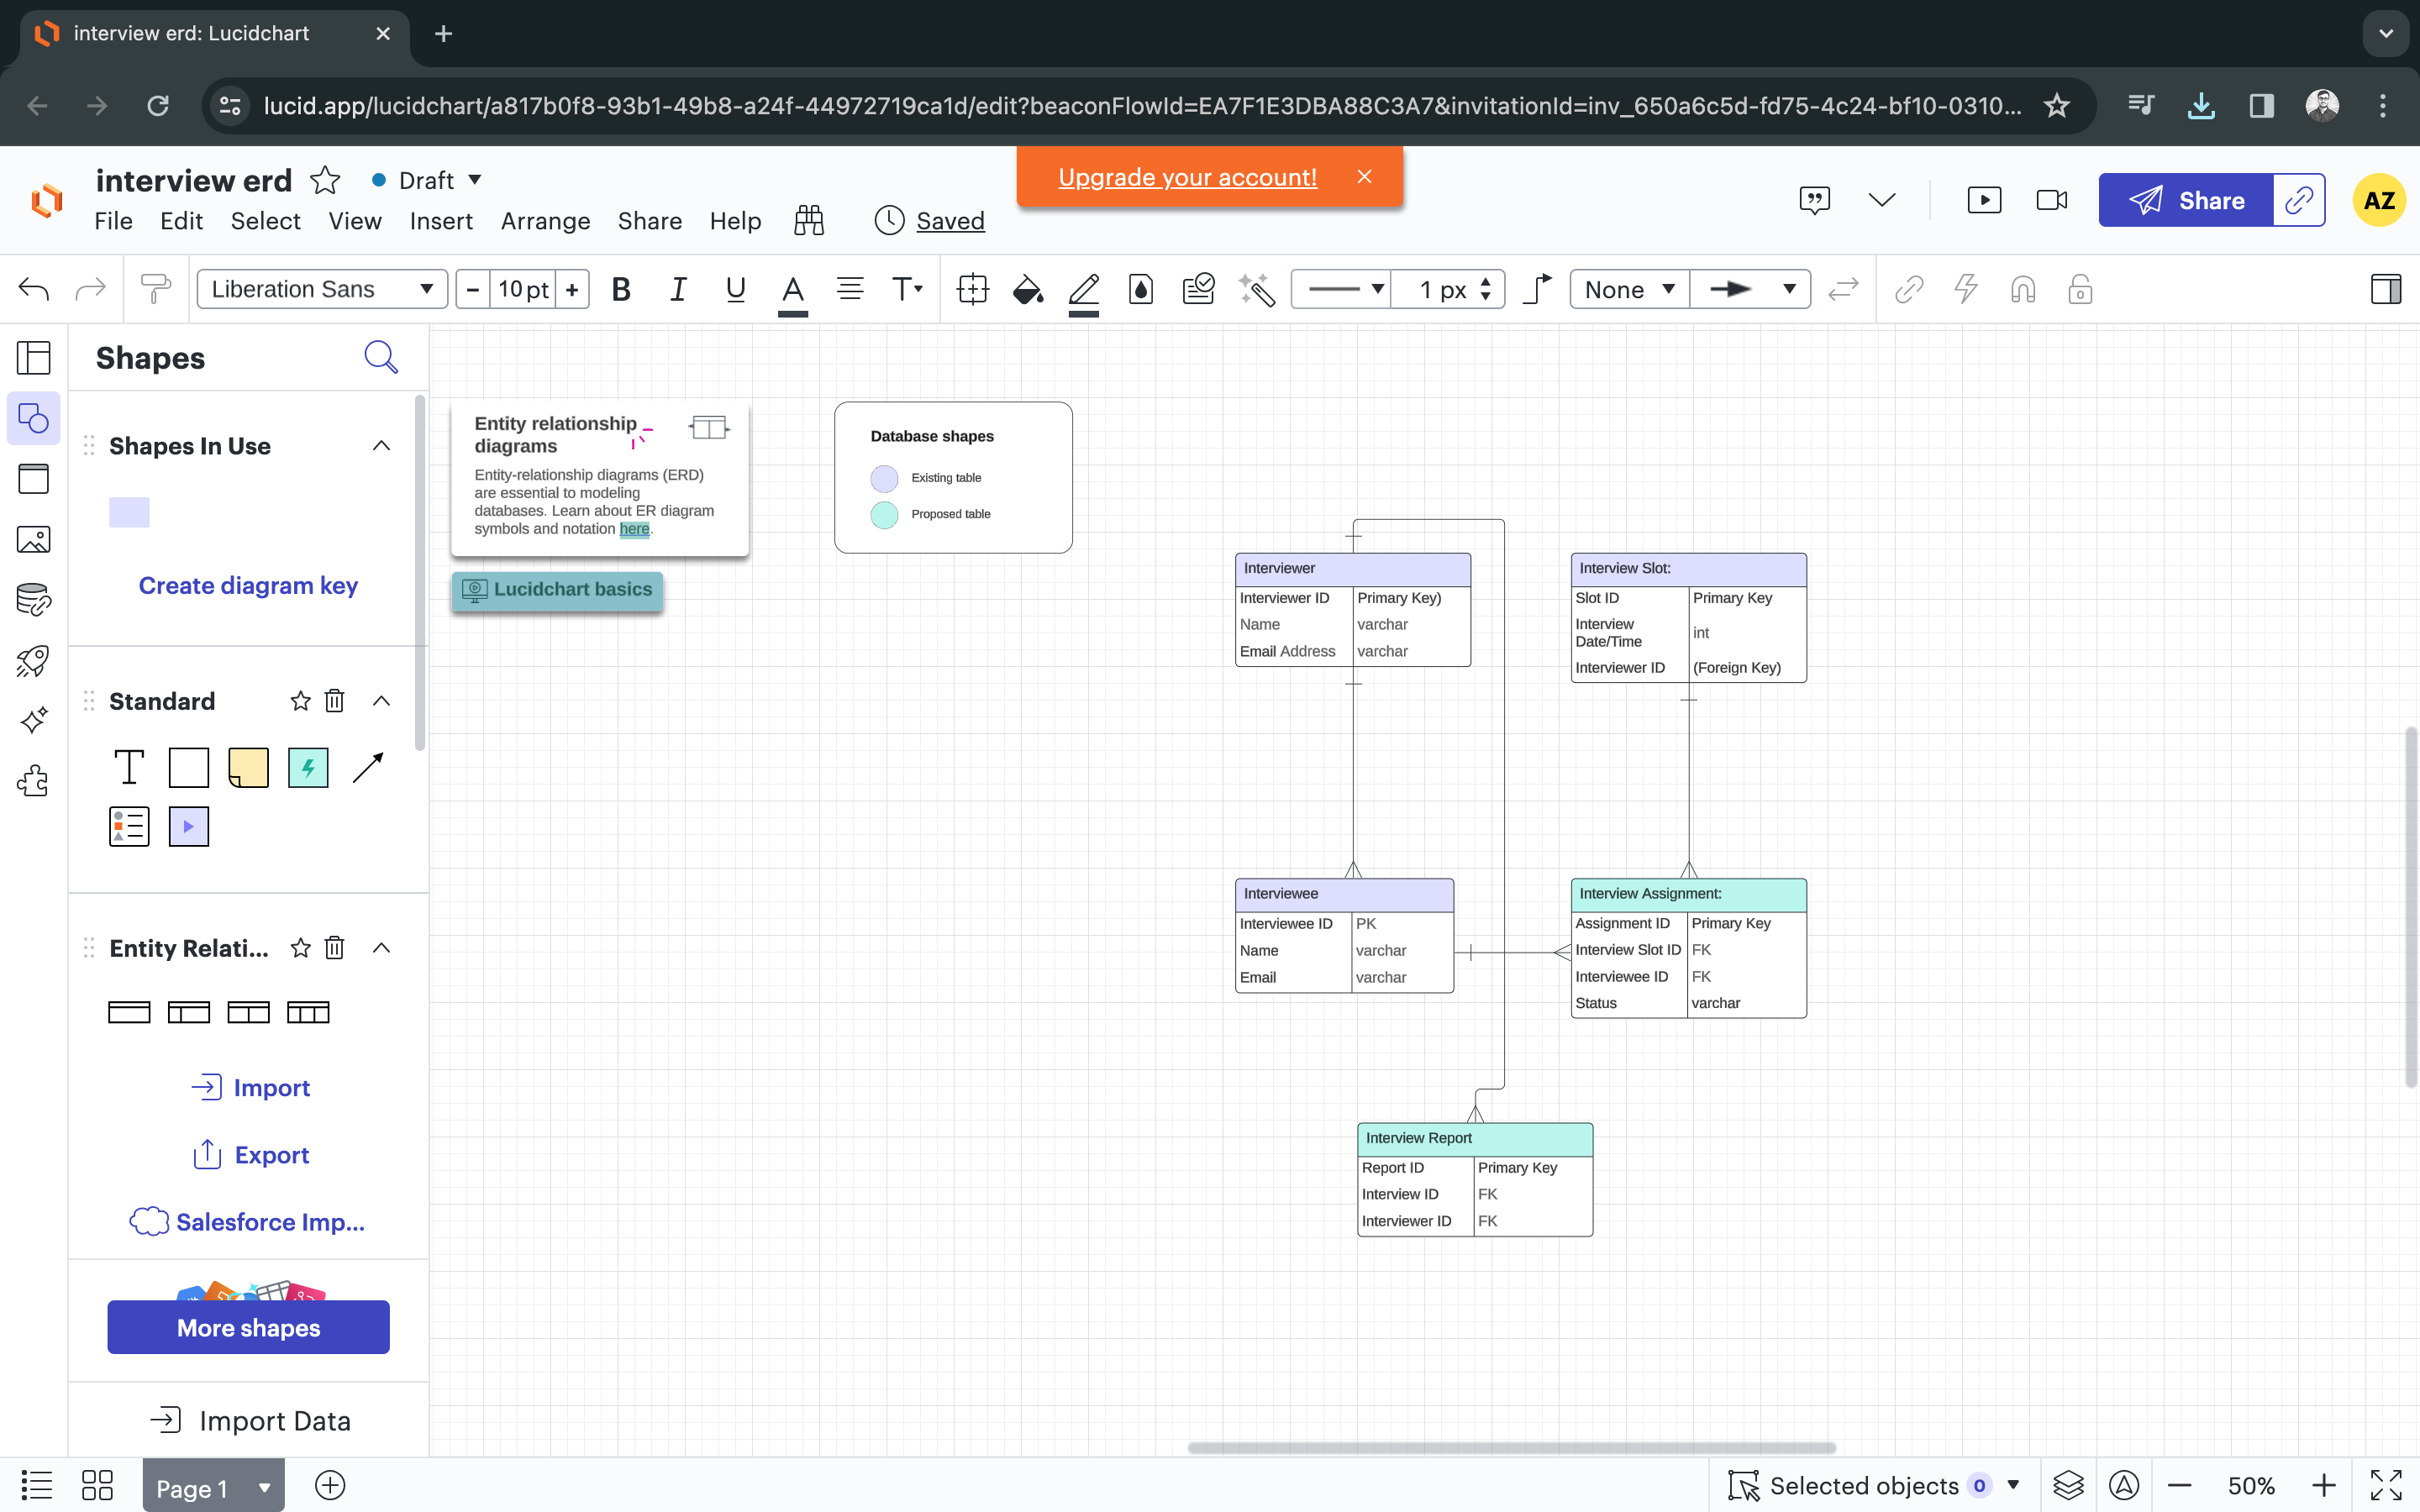 interview erd: Lucidchart
lucid.app/lucidchart/a817b0f8-93b1-49b8-a24f-44972719ca1d/edit?beaconFlowId=EA7F1E3DBA88C3A7&invitationId=inv_650a6c5d-fd75-4c24-bf10-0310...
Upgrade your account!
interview erd
Draft
File Edit Select View Insert Arrange Share Help Saved
Share
AZ
Liberation Sans
10 pt
B I U A T
1 px
None
Shapes
Shapes In Use
Create diagram key
Standard
T
Entity Relati...
Import
Export
Salesforce Imp...
More shapes
Import Data
Entity relationship
diagrams
Entity-relationship diagrams (ERD)
are essential to modeling
databases. Learn about ER diagram
symbols and notation here.
Lucidchart basics
Database shapes
Existing table
Proposed table
Interviewer
Interviewer ID Primary Key)
Name varchar
Email Address varchar
Interview Slot:
Slot ID Primary Key
Interview
Date/Time int
Interviewer ID (Foreign Key)
Interviewee
Interviewee ID PK
Name varchar
Email varchar
Interview Assignment:
Assignment ID Primary Key
Interview Slot ID FK
Interviewee ID FK
Status varchar
Interview Report
Report ID Primary Key
Interview ID FK
Interviewer ID FK
Page 1
Selected objects 0
50%